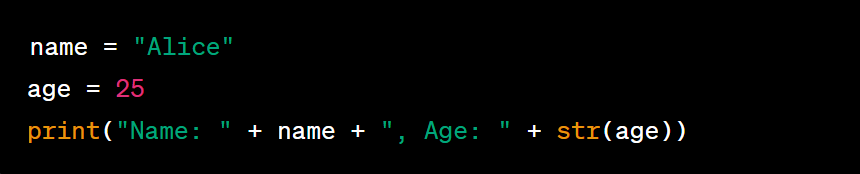 name = "Alice"
age = 25
print("Name: " + name + ", Age: " + str(age))